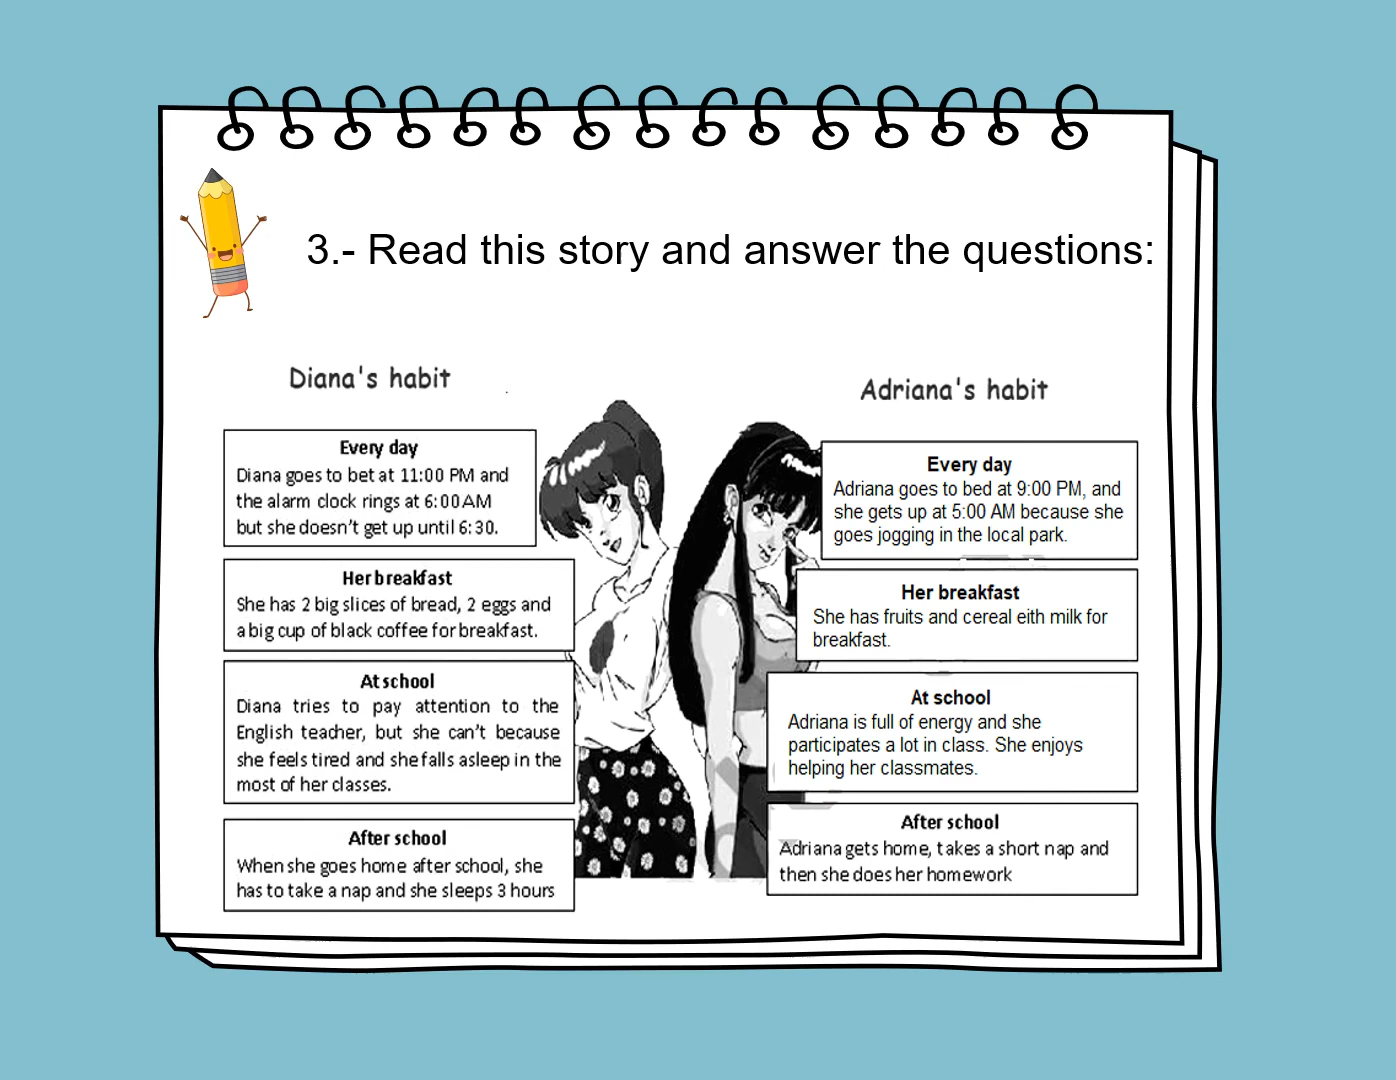 3.- Read this story and answer the questions:
Diana's habit
Every day
Diana goes to bet at 11:00 PM and
the alarm clock rings at 6:00 AM
but she doesn't get up until 6:30.
Her breakfast
She has 2 big slices of bread, 2 eggs and
a big cup of black coffee for breakfast.
At school
Diana tries to pay attention to the
English teacher, but she can't because
she feels tired and she falls asleep in the
most of her classes.
After school
When she goes home after school, she
has to take a nap and she sleeps 3 hours
Adriana's habit
Every day
Adriana goes to bed at 9:00 PM, and
she gets up at 5:00 AM because she
goes jogging in the local park.
Her breakfast
She has fruits and cereal eith milk for
breakfast.
At school
Adriana is full of energy and she
participates a lot in class. She enjoys
helping her classmates.
After school
Adriana gets home, takes a short nap and
then she does her homework